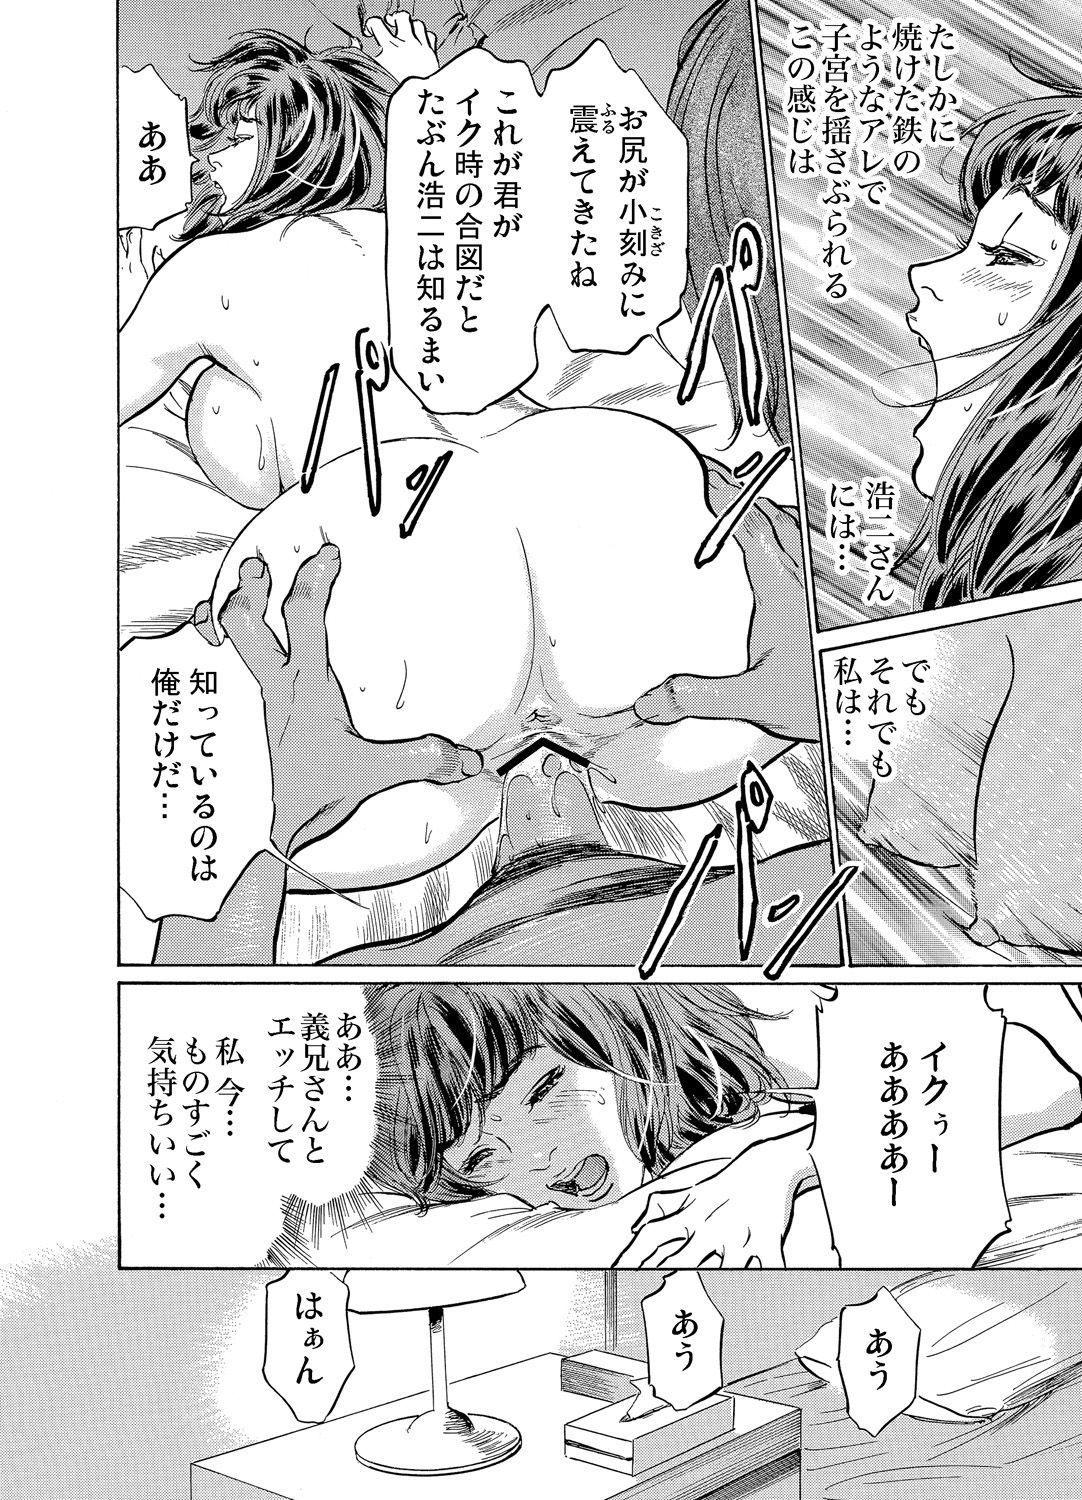 たしかに
焼けた鉄の
ようなアレで
子宮を揺さぶられる
この感じは
浩二さん
には…
お尻が小刻みに
こきざ
震えてきたね
ふる
これが君が
イク時の合図だと
たぶん浩二は知るまい
ああ
パン
パン
知っているのは
俺だけだ…
でも
それでも
私は…
パン
イクぅー
ああああー
ああ…
義兄さんと
エッチして
私 今…
ものすごく
気持ちいい…
あう
あう
はぁん